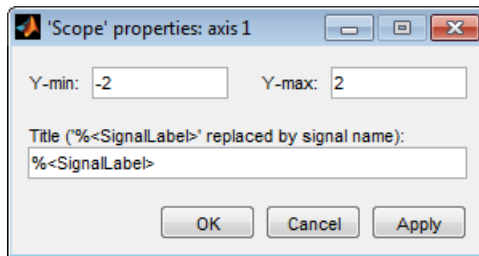 'Scope' properties: axis 1
Y-min: -2 Y-max: 2
Title ('%<SignalLabel>' replaced by signal name):
%<SignalLabel>
OK Cancel Apply